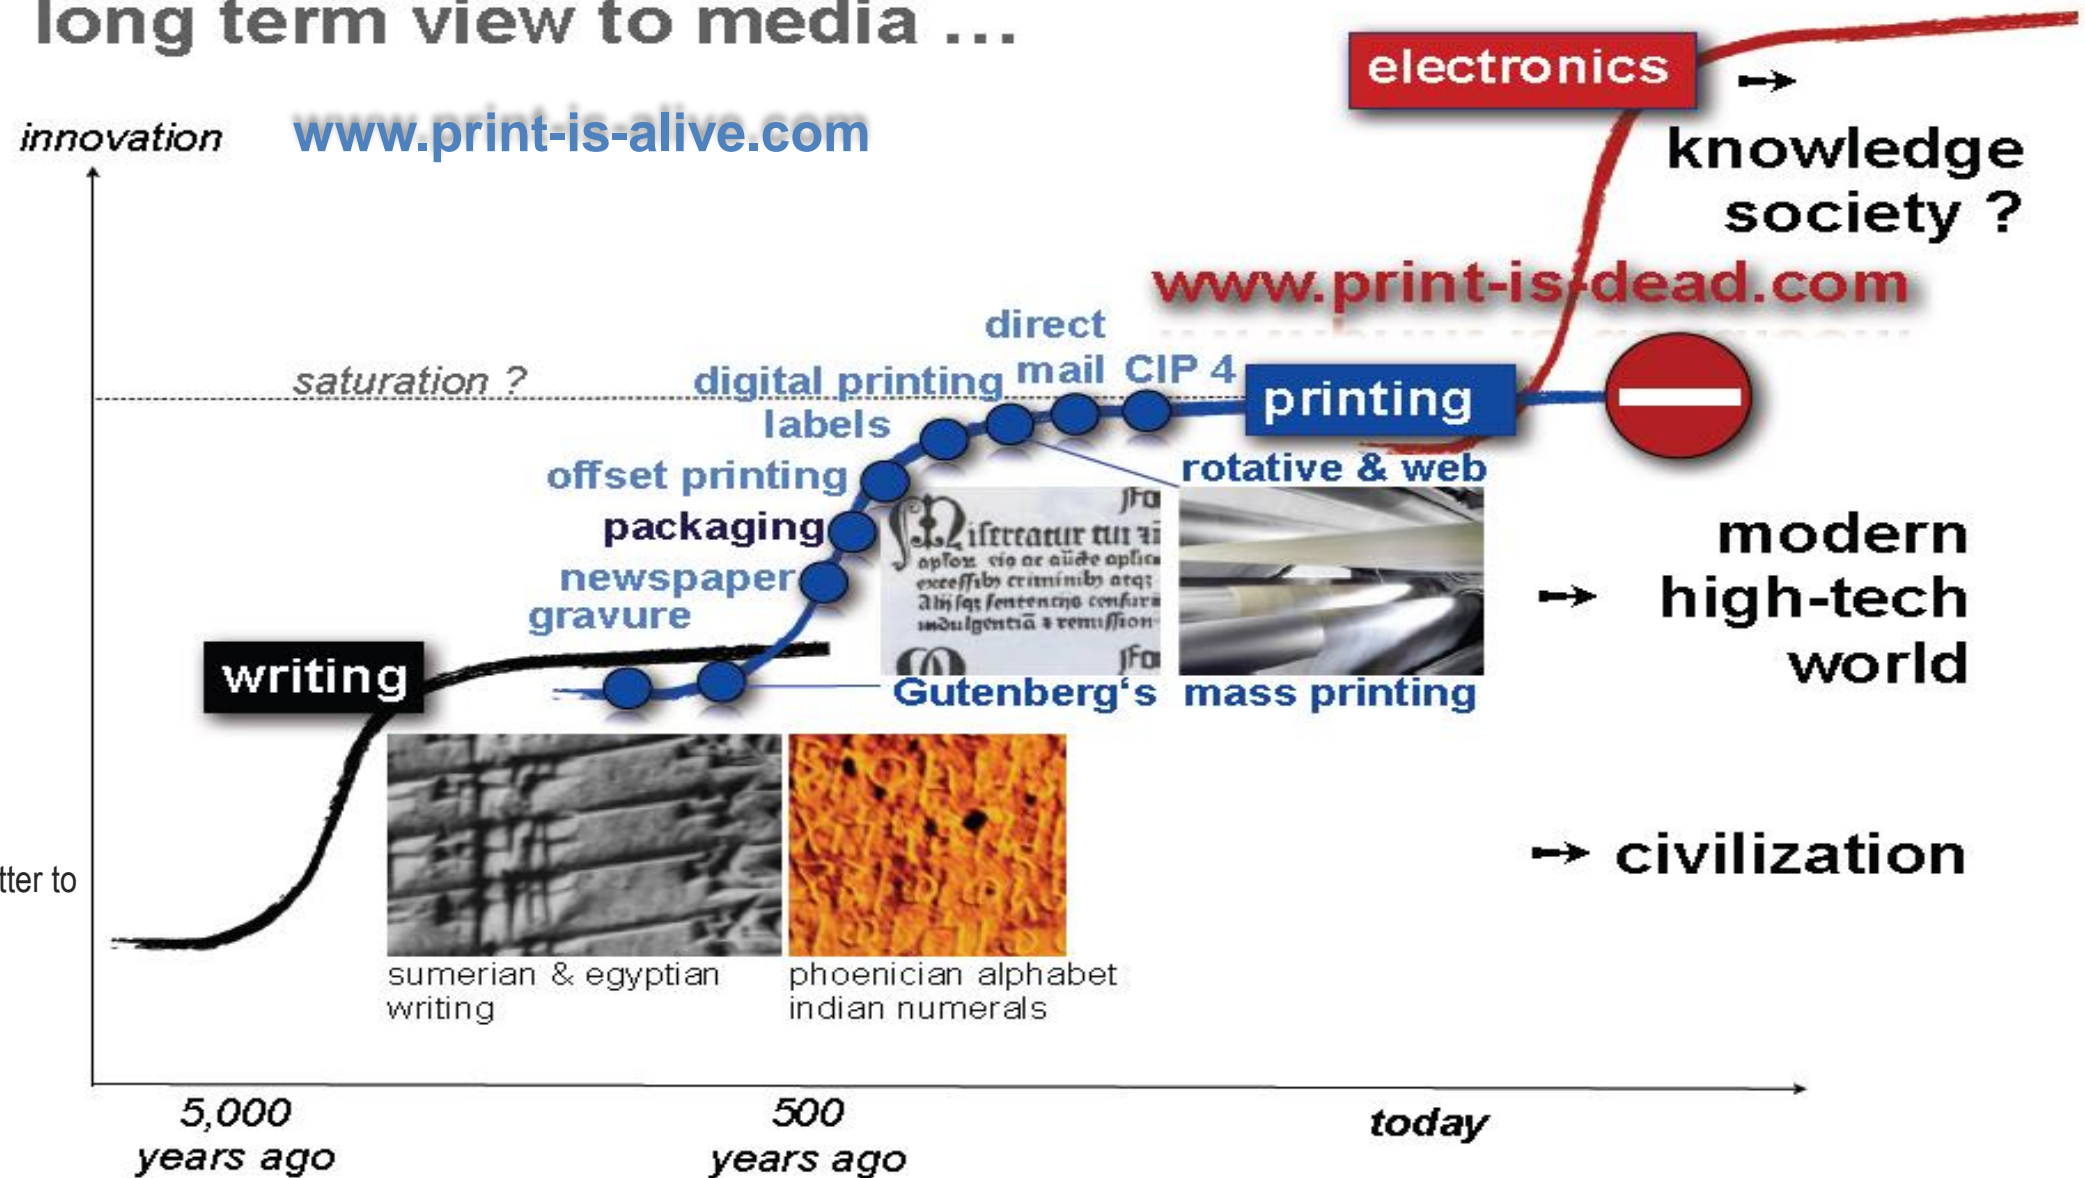 long term view to media ...
electronics
innovation
www.print-is-alive.com
knowledge
society ?
www.print-is-dead.com
direct
mail
CIP 4
saturation ?
digital printing
labels
printing
offset printing
rotative & web
packaging
newspaper
gravure
modern
high-tech
world
writing
Gutenberg‘s mass printing
civilization
tter to
sumerian & egyptian
writing
phoenician alphabet
indian numerals
5,000
years ago
500
years ago
today